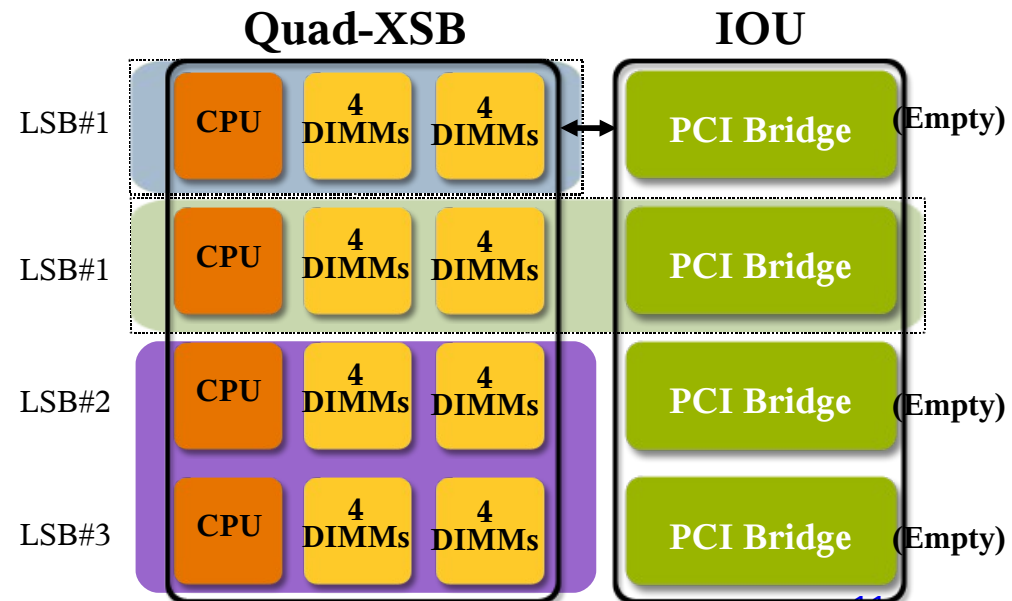 Quad-XSB IOU
LSB#1 CPU 4 DIMMs 4 DIMMs PCI Bridge (Empty)
LSB#1 CPU 4 DIMMs 4 DIMMs PCI Bridge
LSB#2 CPU 4 DIMMs 4 DIMMs PCI Bridge (Empty)
LSB#3 CPU 4 DIMMs 4 DIMMs PCI Bridge (Empty)